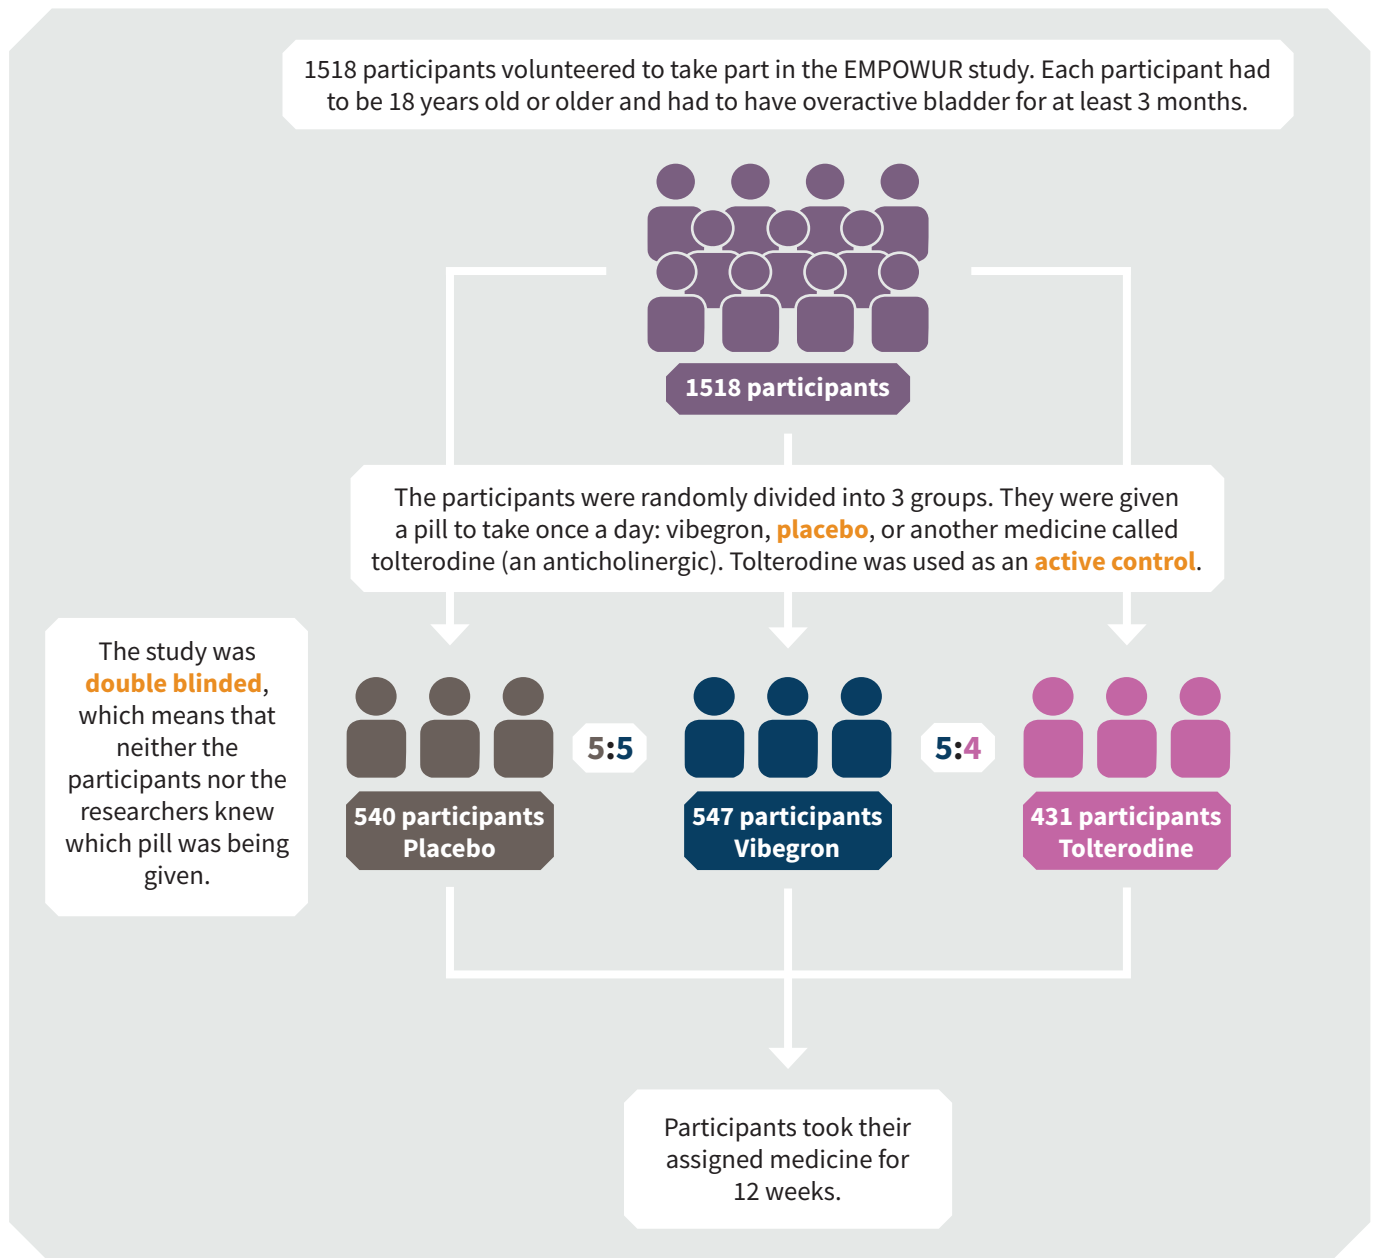 1518 participants volunteered to take part in the EMPOWUR study. Each participant had
to be 18 years old or older and had to have overactive bladder for at least 3 months.
1518 participants
The participants were randomly divided into 3 groups. They were given
a pill to take once a day: vibegron, placebo, or another medicine called
tolterodine (an anticholinergic). Tolterodine was used as an active control.
The study was
double blinded,
which means that
neither the
participants nor the
researchers knew
which pill was being
given.
5:5
5:4
540 participants
Placebo
547 participants
Vibegron
431 participants
Tolterodine
Participants took their
assigned medicine for
12 weeks.